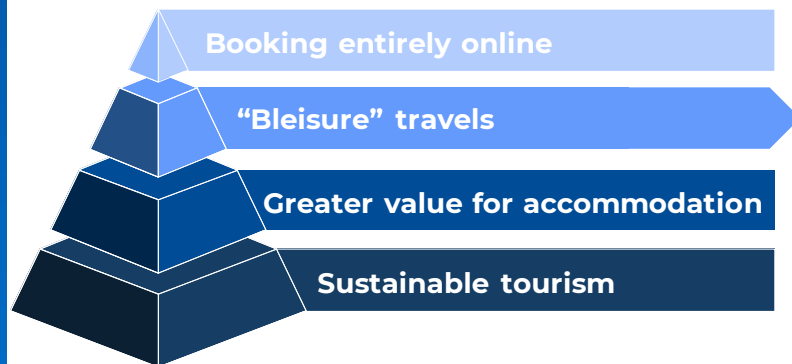 Booking entirely online
“Bleisure” travels
Greater value for accommodation
Sustainable tourism